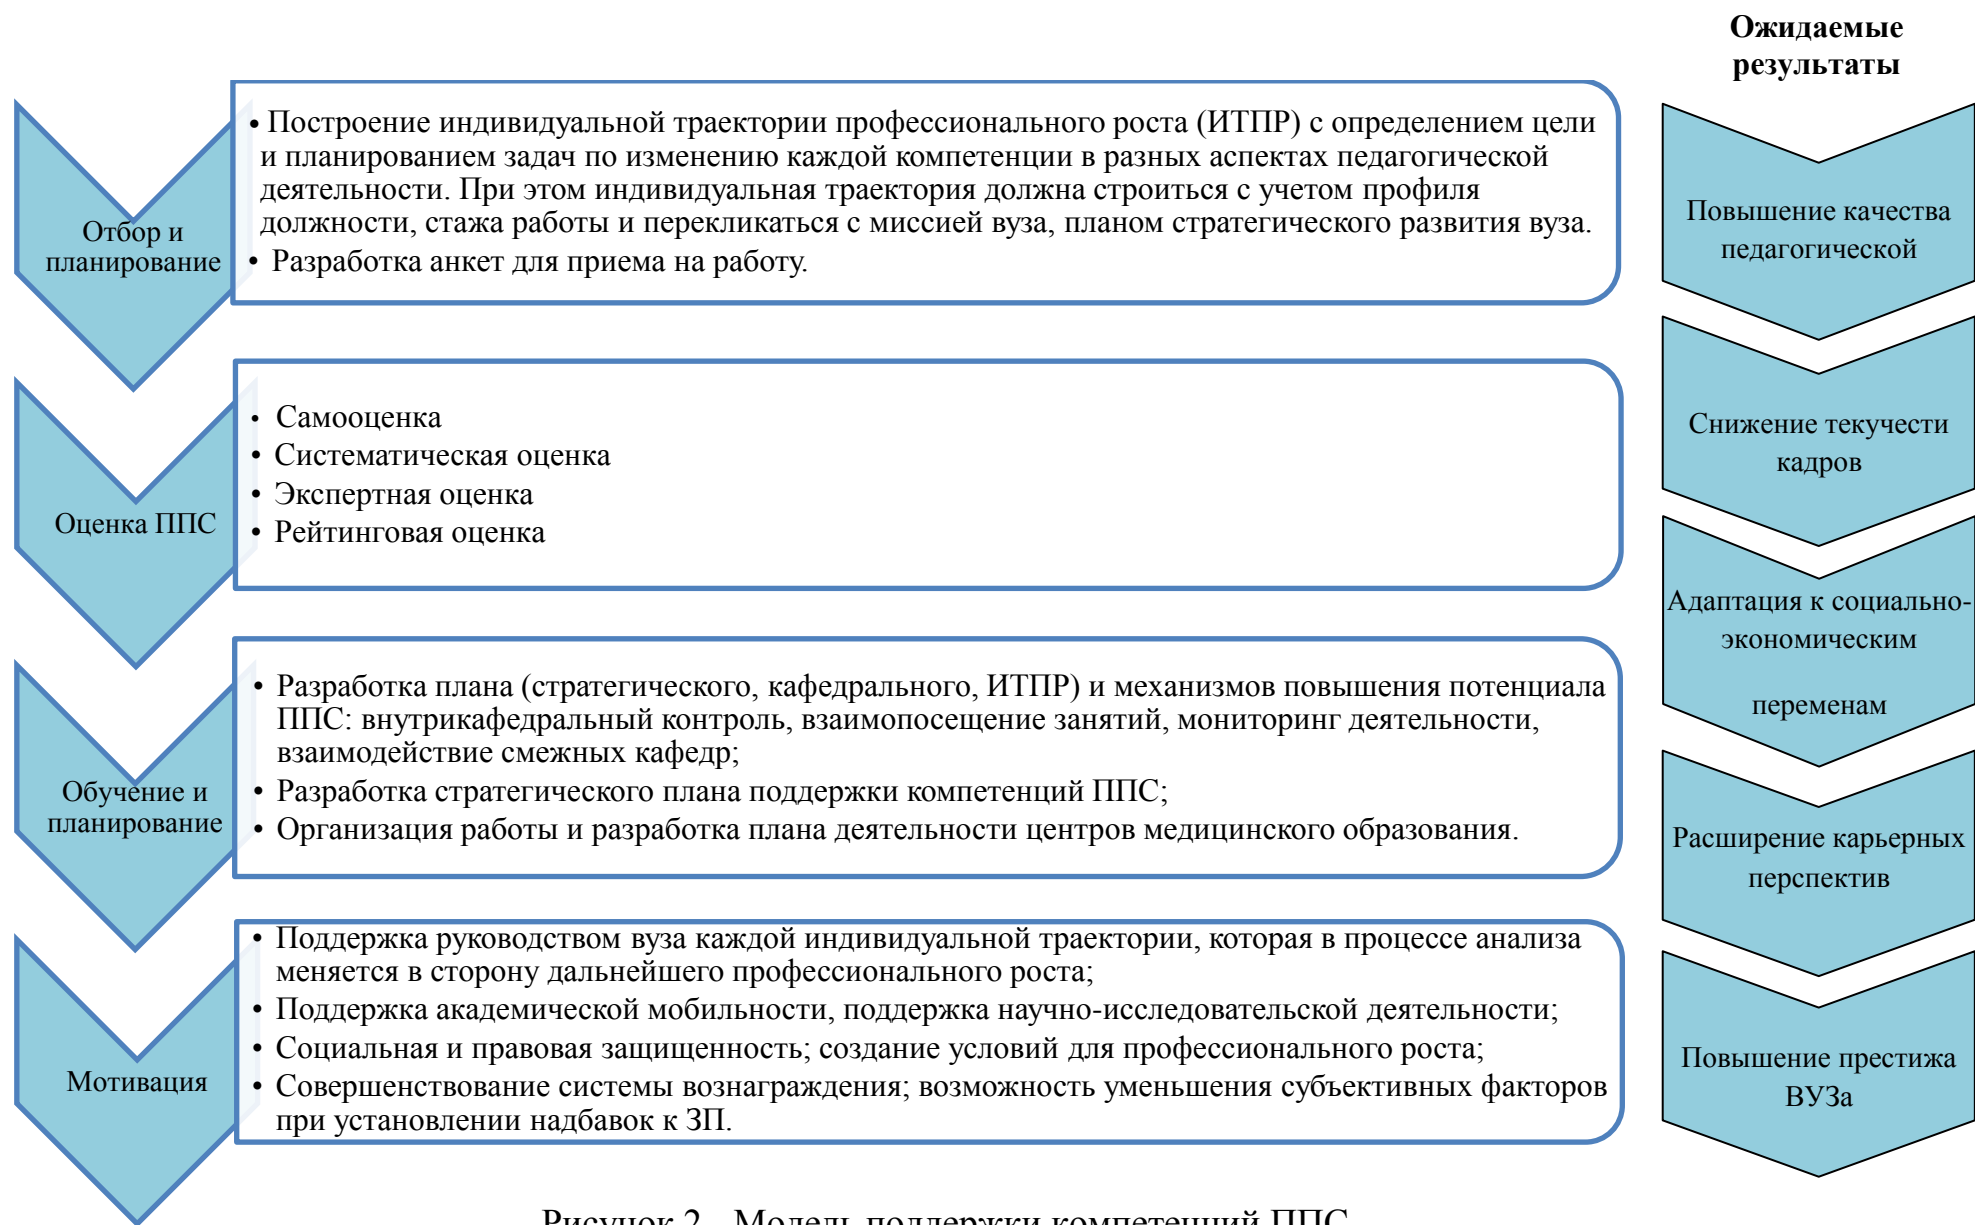 Ожидаемые
результаты
Отбор и
планирование
• Построение индивидуальной траектории профессионального роста (ИТПР) с определением цели
и планированием задач по изменению каждой компетенции в разных аспектах педагогической
деятельности. При этом индивидуальная траектория должна строиться с учетом профиля
должности, стажа работы и перекликаться с миссией вуза, планом стратегического развития вуза.
• Разработка анкет для приема на работу.
Оценка ППС
• Самооценка
• Систематическая оценка
• Экспертная оценка
• Рейтинговая оценка
Обучение и
планирование
• Разработка плана (стратегического, кафедрального, ИТПР) и механизмов повышения потенциала
ППС: внутрикафедральный контроль, взаимопосещение занятий, мониторинг деятельности,
взаимодействие смежных кафедр;
• Разработка стратегического плана поддержки компетенций ППС;
• Организация работы и разработка плана деятельности центров медицинского образования.
Мотивация
• Поддержка руководством вуза каждой индивидуальной траектории, которая в процессе анализа
меняется в сторону дальнейшего профессионального роста;
• Поддержка академической мобильности, поддержка научно-исследовательской деятельности;
• Социальная и правовая защищенность; создание условий для профессионального роста;
• Совершенствование системы вознаграждения; возможность уменьшения субъективных факторов
при установлении надбавок к ЗП.
Повышение качества
педагогической
Снижение текучести
кадров
Адаптация к социально-
экономическим
переменам
Расширение карьерных
перспектив
Повышение престижа
ВУЗа
Рисунок 2 - Модель поддержки компетенций ППС